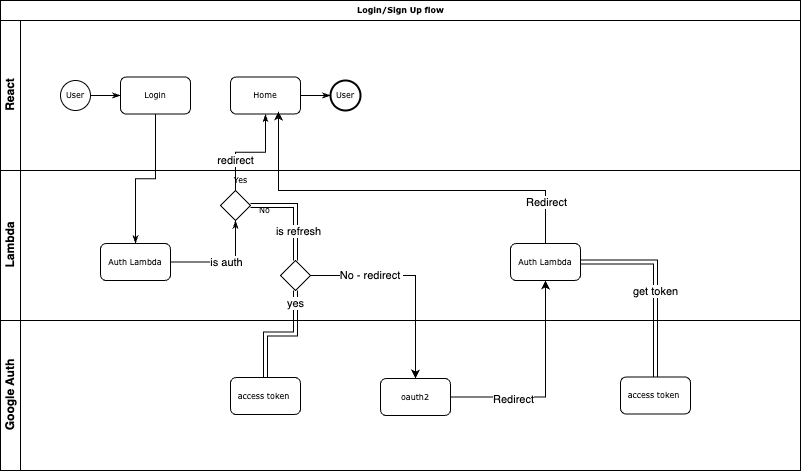 Login/Sign Up flow
React
User
Login
Home
User
redirect
Yes
No
is refresh
Redirect
Lambda
Auth Lambda
is auth
Auth Lambda
No - redirect
get token
yes
Google Auth
access token
oauth2
Redirect
access token